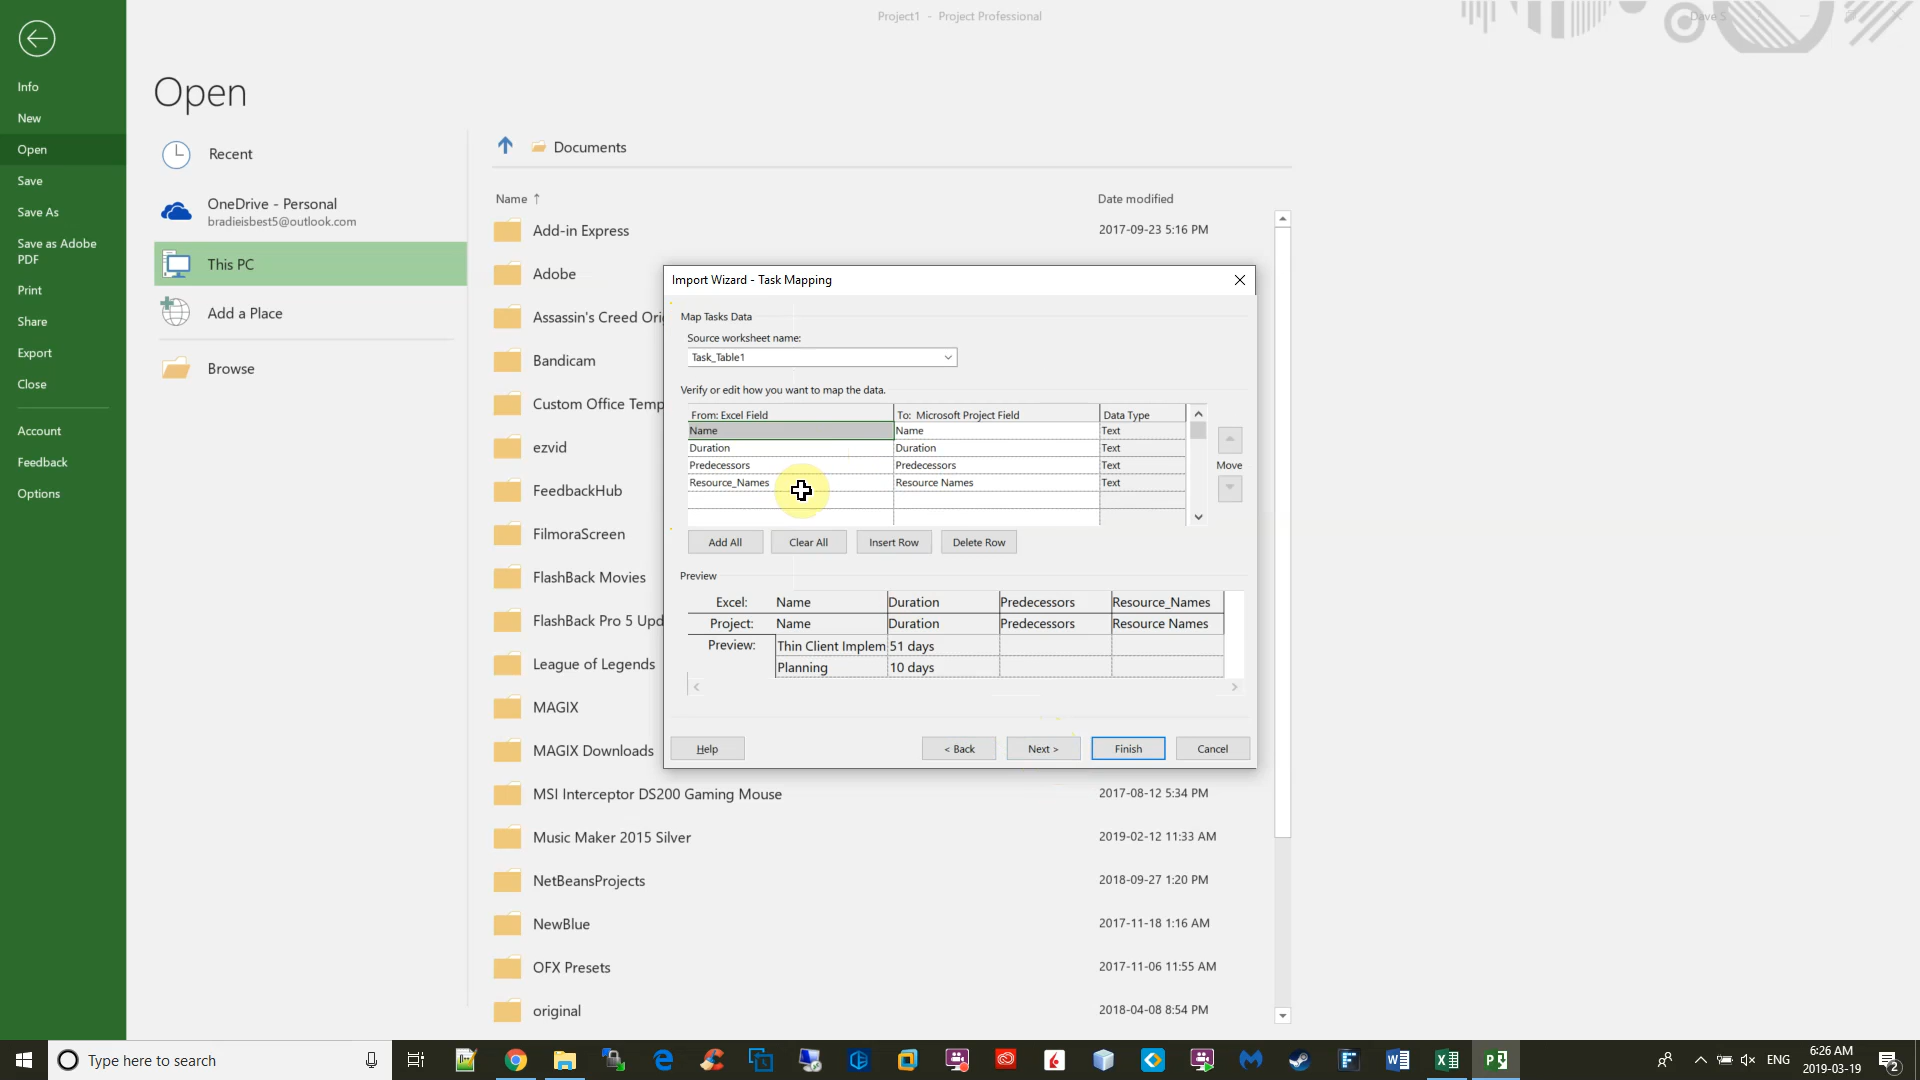 Project1 - Project Professional
Dave S
Info
New
Open
Save
Save As
Save as Adobe
PDF
Print
Share
Export
Close
Account
Feedback
Options
Open
Recent
OneDrive - Personal
bradieisbest5@outlook.com
This PC
Add a Place
Browse
Documents
Name Date modified
Add-in Express 2017-09-23 5:16 PM
Adobe
Assassin's Creed Ori
Bandicam
Custom Office Temp
ezvid
FeedbackHub
FilmoraScreen
FlashBack Movies
FlashBack Pro 5 Upd
League of Legends
MAGIX
MAGIX Downloads
MSI Interceptor DS200 Gaming Mouse 2017-08-12 5:34 PM
Music Maker 2015 Silver 2019-02-12 11:33 AM
NetBeansProjects 2018-09-27 1:20 PM
NewBlue 2017-11-18 1:16 AM
OFX Presets 2017-11-06 11:55 AM
original 2018-04-08 8:54 PM
Import Wizard - Task Mapping
Map Tasks Data
Source worksheet name:
Task_Table1
Verify or edit how you want to map the data.
From: Excel Field To: Microsoft Project Field Data Type
Name Name Text
Duration Duration Text
Predecessors Predecessors Text
Resource_Names Resource Names Text
Move
Add All Clear All Insert Row Delete Row
Preview
Excel: Name Duration Predecessors Resource_Names
Project: Name Duration Predecessors Resource Names
Preview: Thin Client Implem 51 days
Planning 10 days
Help < Back Next > Finish Cancel
Type here to search
ENG
6:26 AM
2019-03-19
2